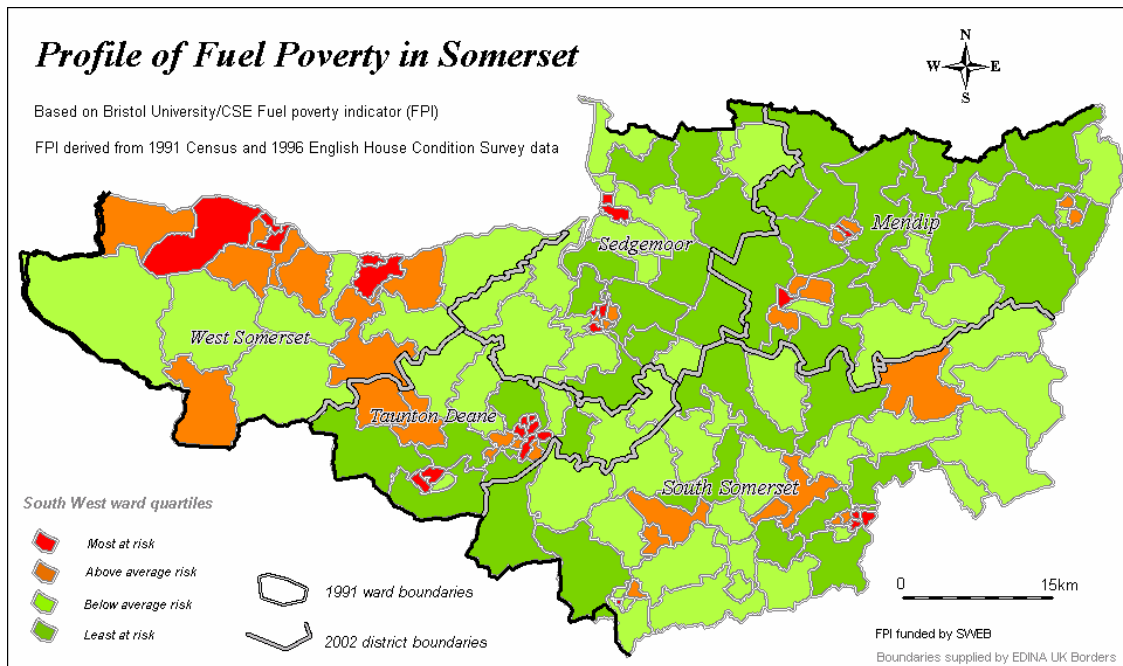 Profile of Fuel Poverty in Somerset
N
W E
S
Based on Bristol University/CSE Fuel poverty indicator (FPI)
FPI derived from 1991 Census and 1996 English House Condition Survey data
Mendip
Sedgemoor
West Somerset
Taunton Deane
South Somerset
South West ward quartiles
Most at risk
Above average risk
Below average risk
Least at risk
1991 ward boundaries
2002 district boundaries
0 15km
FPI funded by SWEB
Boundaries supplied by EDINA UK Borders